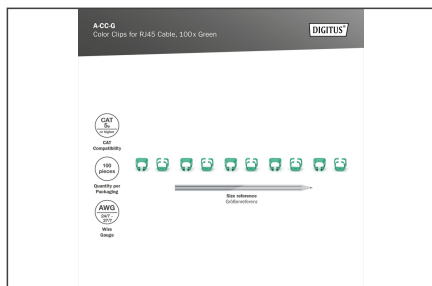 A-CC-G
Color Clips for RJ45 Cable, 100x Green
DIGITUS®
CAT
5e
or higher
CAT
Compatibility
100
pieces
Quantity per
Packaging
AWG
24/7 -
27/7
Wire
Gauge
Size reference
Größenreferenz